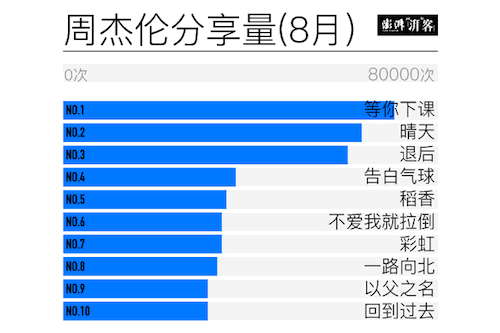 周杰伦分享量(8月)
澎湃"湃客
0次 80000次
NO.1 等你下课
NO.2 晴天
NO.3 退后
NO.4 告白气球
NO.5 稻香
NO.6 不爱我就拉倒
NO.7 彩虹
NO.8 一路向北
NO.9 以父之名
NO.10 回到过去